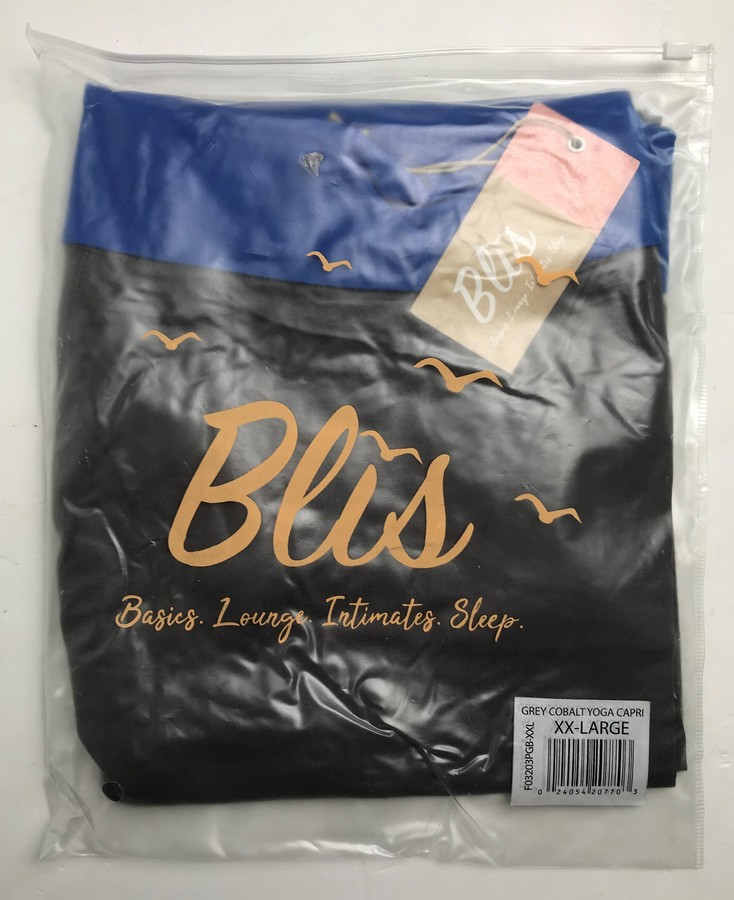 Blis
Blis
Basics. Lounge. Intimates. Sleep.
GREY COBALT YOGA CAPRI
XX-LARGE
F03203PGB-XXL
0 24054 20770 3